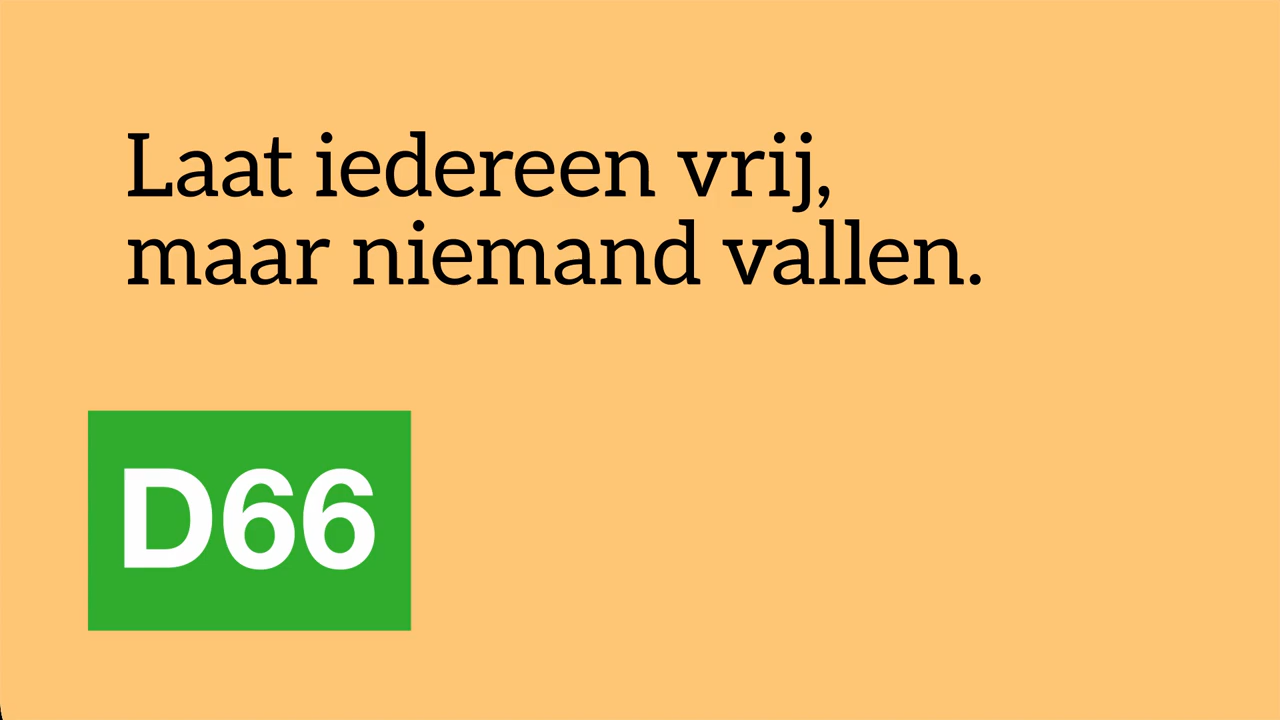 Laat iedereen vrij,
maar niemand vallen.
D66